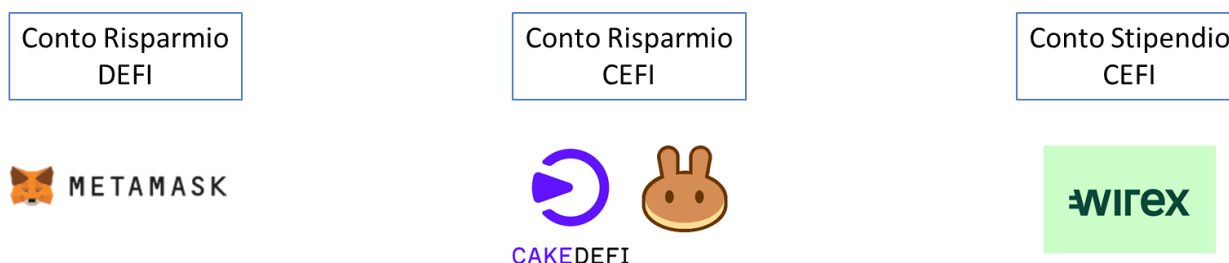 Conto Risparmio
DEFI
Conto Risparmio
CEFI
Conto Stipendio
CEFI
METAMASK
CAKEDEFI
wirex